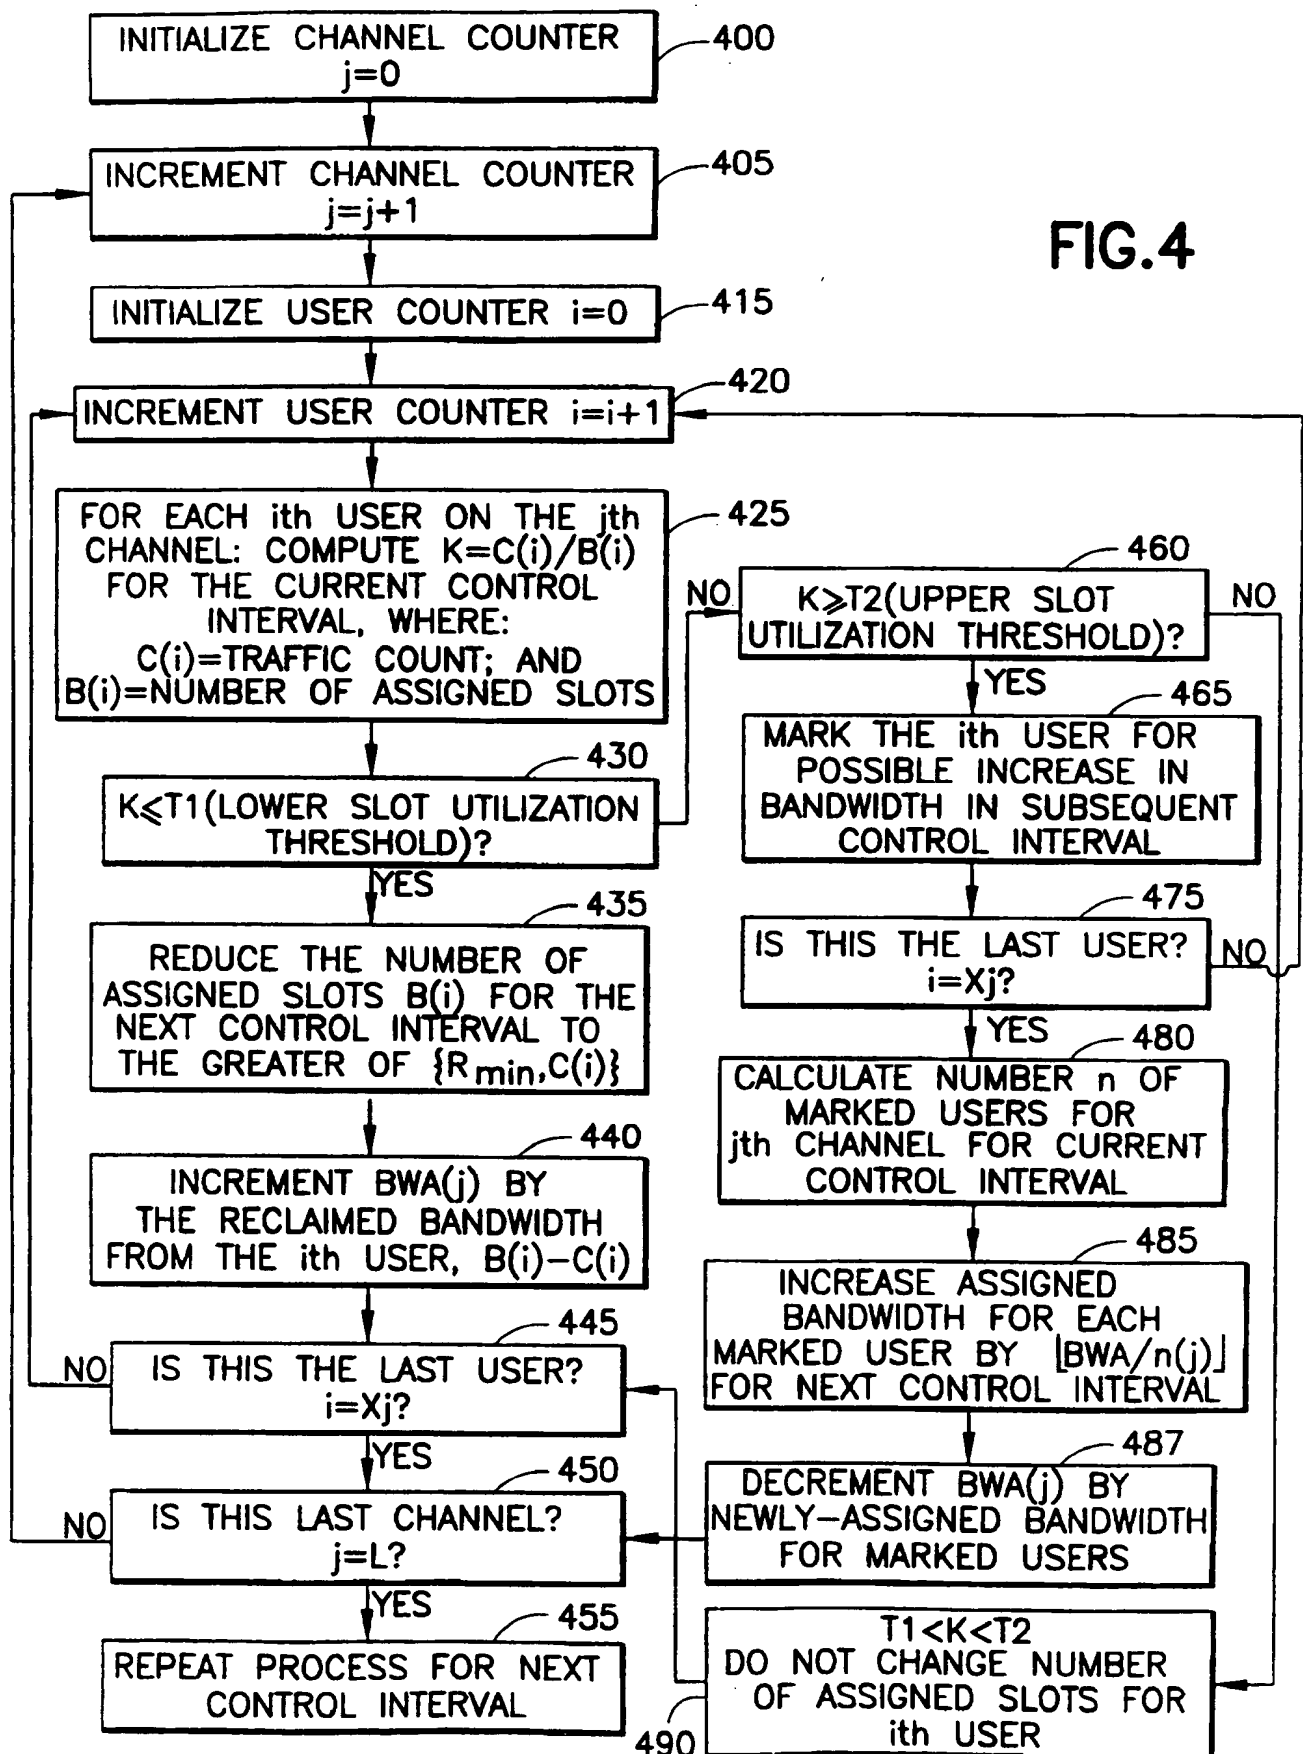 INITIALIZE CHANNEL COUNTER
j=0
400
INCREMENT CHANNEL COUNTER
j=j+1
405
FIG.4
INITIALIZE USER COUNTER i=0
415
INCREMENT USER COUNTER i=i+1
420
FOR EACH ith USER ON THE jth
CHANNEL: COMPUTE K=C(i)/B(i)
FOR THE CURRENT CONTROL
INTERVAL, WHERE:
C(i)=TRAFFIC COUNT; AND
B(i)=NUMBER OF ASSIGNED SLOTS
425
K⩽T1(LOWER SLOT UTILIZATION
THRESHOLD)?
430
NO
YES
REDUCE THE NUMBER OF
ASSIGNED SLOTS B(i) FOR THE
NEXT CONTROL INTERVAL TO
THE GREATER OF {Rmin,C(i)}
435
INCREMENT BWA(j) BY
THE RECLAIMED BANDWIDTH
FROM THE ith USER, B(i)-C(i)
440
IS THIS THE LAST USER?
i=Xj?
445
NO
YES
IS THIS LAST CHANNEL?
j=L?
450
NO
YES
REPEAT PROCESS FOR NEXT
CONTROL INTERVAL
455
K⩾T2(UPPER SLOT
UTILIZATION THRESHOLD)?
460
NO
YES
MARK THE ith USER FOR
POSSIBLE INCREASE IN
BANDWIDTH IN SUBSEQUENT
CONTROL INTERVAL
465
IS THIS THE LAST USER?
i=Xj?
475
NO
YES
CALCULATE NUMBER n OF
MARKED USERS FOR
jth CHANNEL FOR CURRENT
CONTROL INTERVAL
480
INCREASE ASSIGNED
BANDWIDTH FOR EACH
MARKED USER BY ⌊BWA/n(j)⌋
FOR NEXT CONTROL INTERVAL
485
DECREMENT BWA(j) BY
NEWLY-ASSIGNED BANDWIDTH
FOR MARKED USERS
487
T1<K<T2
DO NOT CHANGE NUMBER
OF ASSIGNED SLOTS FOR
ith USER
490